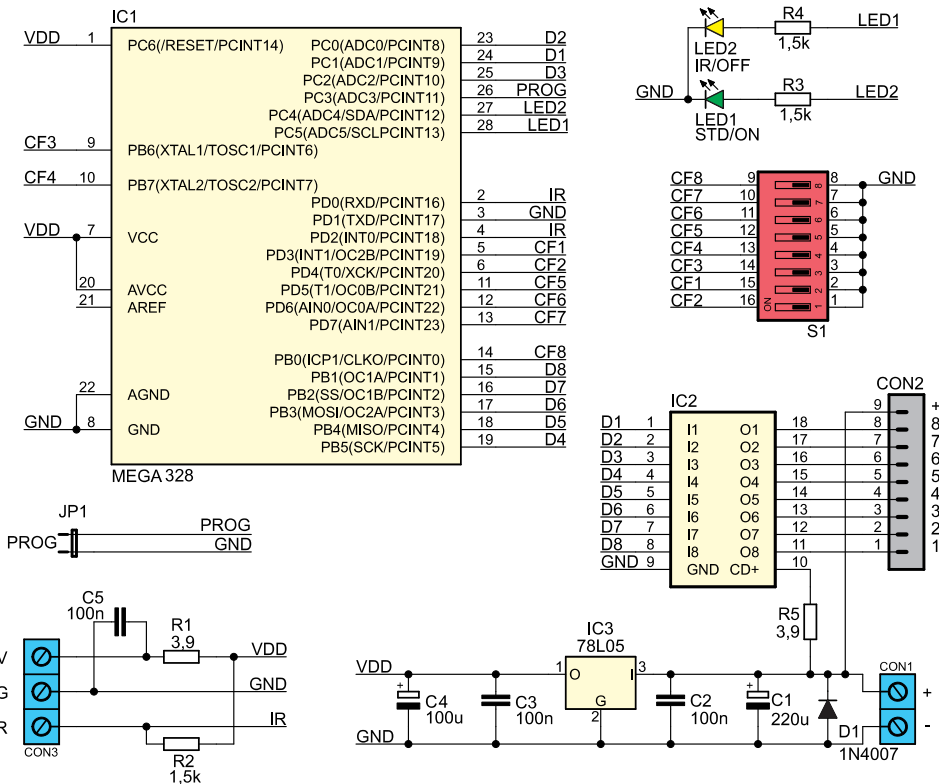 IC1
VDD 1 PC6(/RESET/PCINT14) PC0(ADC0/PCINT8) 23 D2
PC1(ADC1/PCINT9) 24 D1
PC2(ADC2/PCINT10) 25 D3
PC3(ADC3/PCINT11) 26 PROG
PC4(ADC4/SDA/PCINT12) 27 LED2
PC5(ADC5/SCLPCINT13) 28 LED1
CF3 9 PB6(XTAL1/TOSC1/PCINT6)
CF4 10 PB7(XTAL2/TOSC2/PCINT7)
PD0(RXD/PCINT16) 2 IR
PD1(TXD/PCINT17) 3 GND
VDD 7 VCC PD2(INT0/PCINT18) 4 IR
PD3(INT1/OC2B/PCINT19) 5 CF1
PD4(T0/XCK/PCINT20) 6 CF2
20 AVCC PD5(T1/OC0B/PCINT21) 11 CF5
21 AREF PD6(AIN0/OC0A/PCINT22) 12 CF6
PD7(AIN1/PCINT23) 13 CF7
PB0(ICP1/CLKO/PCINT0) 14 CF8
PB1(OC1A/PCINT1) 15 D8
22 AGND PB2(SS/OC1B/PCINT2) 16 D7
PB3(MOSI/OC2A/PCINT3) 17 D6
GND 8 GND PB4(MISO/PCINT4) 18 D5
PB5(SCK/PCINT5) 19 D4
MEGA 328
R4 LED1
LED2 1,5k
IR/OFF
GND R3 LED2
LED1 1,5k
STD/ON
CF8 9 8 8 GND
CF7 10 7 7
CF6 11 6 6
CF5 12 5 5
CF4 13 4 4
CF3 14 3 3
CF1 15 2 2
CF2 16 ON 1 1
S1
CON2
IC2 9 +
D1 1 I1 O1 18 8 8
D2 2 I2 O2 17 7 7
D3 3 I3 O3 16 6 6
D4 4 I4 O4 15 5 5
D5 5 I5 O5 14 4 4
D6 6 I6 O6 13 3 3
D7 7 I7 O7 12 2 2
D8 8 I8 O8 11 1 1
GND 9 GND CD+ 10
JP1
PROG PROG
GND
C5
100n
R1
3,9
V VDD
G GND
R IR
CON3
R2
1,5k
R5
3,9
IC3
78L05
VDD 1 O I 3
G
2
C4
100u
C3
100n
C2
100n
C1
220u
GND
D1
1N4007
CON1
+
-